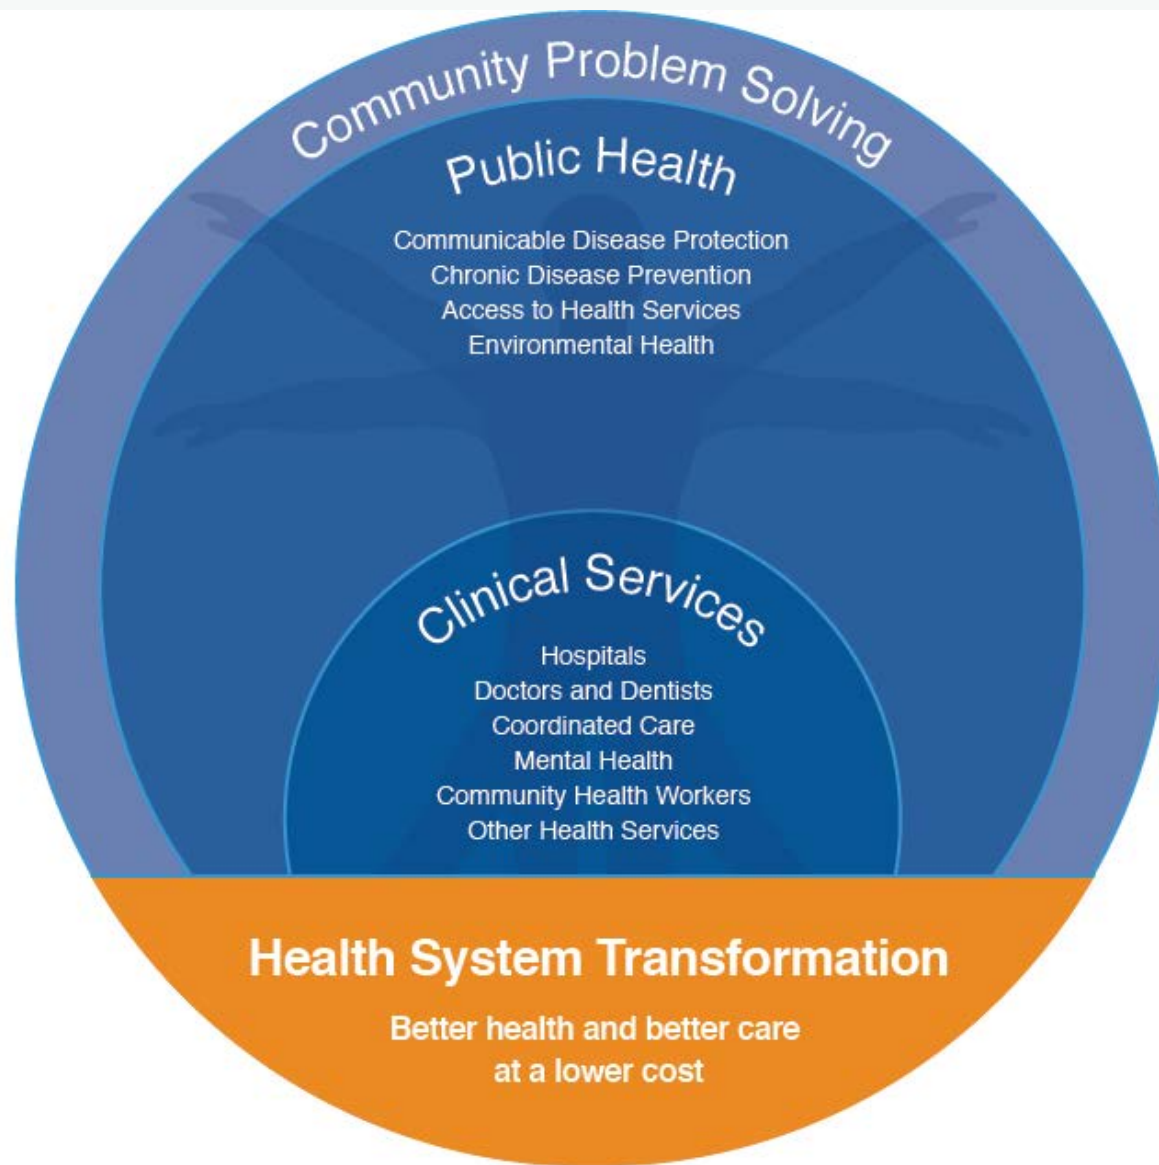 Community Problem Solving
Public Health
Communicable Disease Protection
Chronic Disease Prevention
Access to Health Services
Environmental Health
Clinical Services
Hospitals
Doctors and Dentists
Coordinated Care
Mental Health
Community Health Workers
Other Health Services
Health System Transformation
Better health and better care
at a lower cost